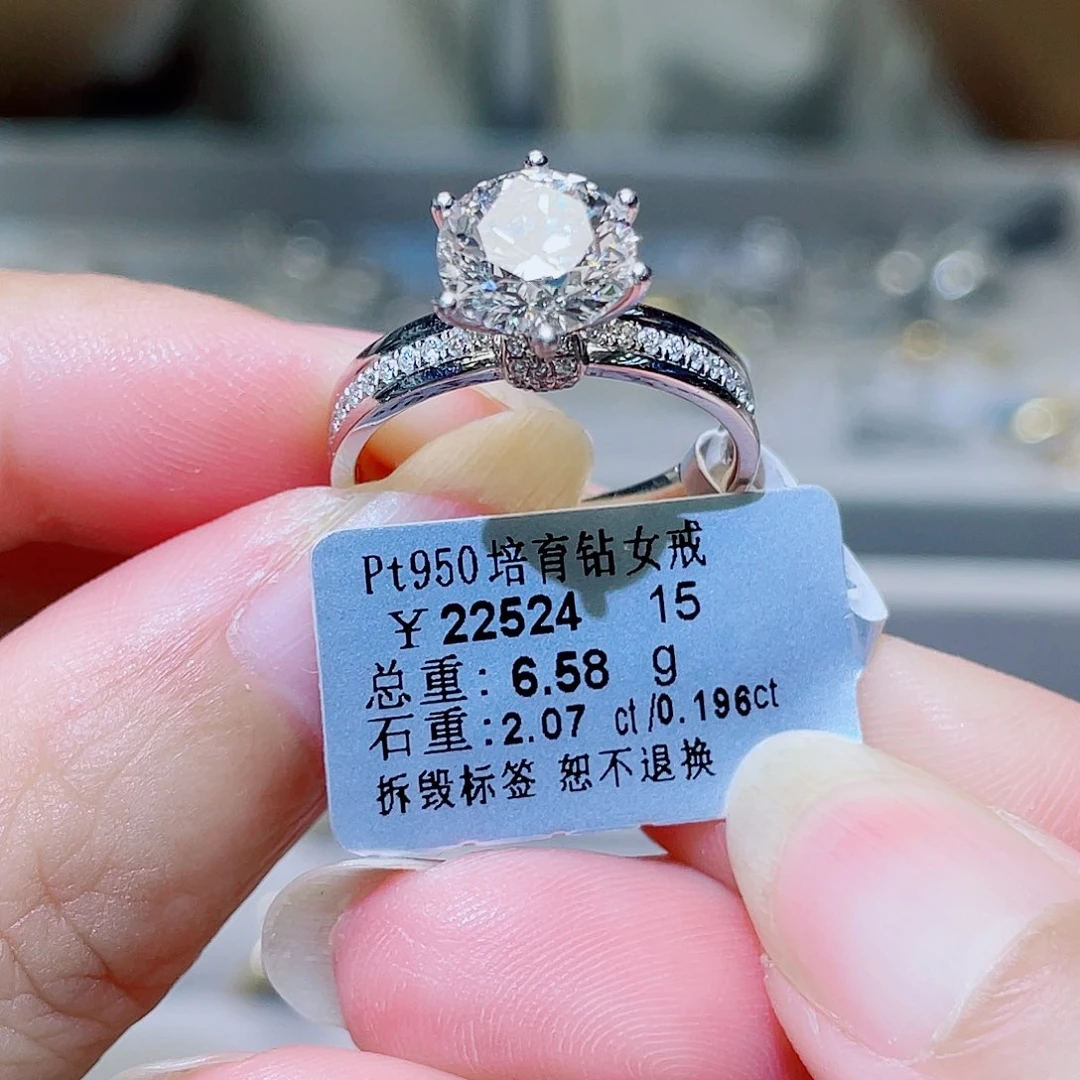 Pt950培育钻女戒
¥22524 15
总重:6.58 g
石重:2.07 ct/0.196ct
拆毁标签 恕不退换